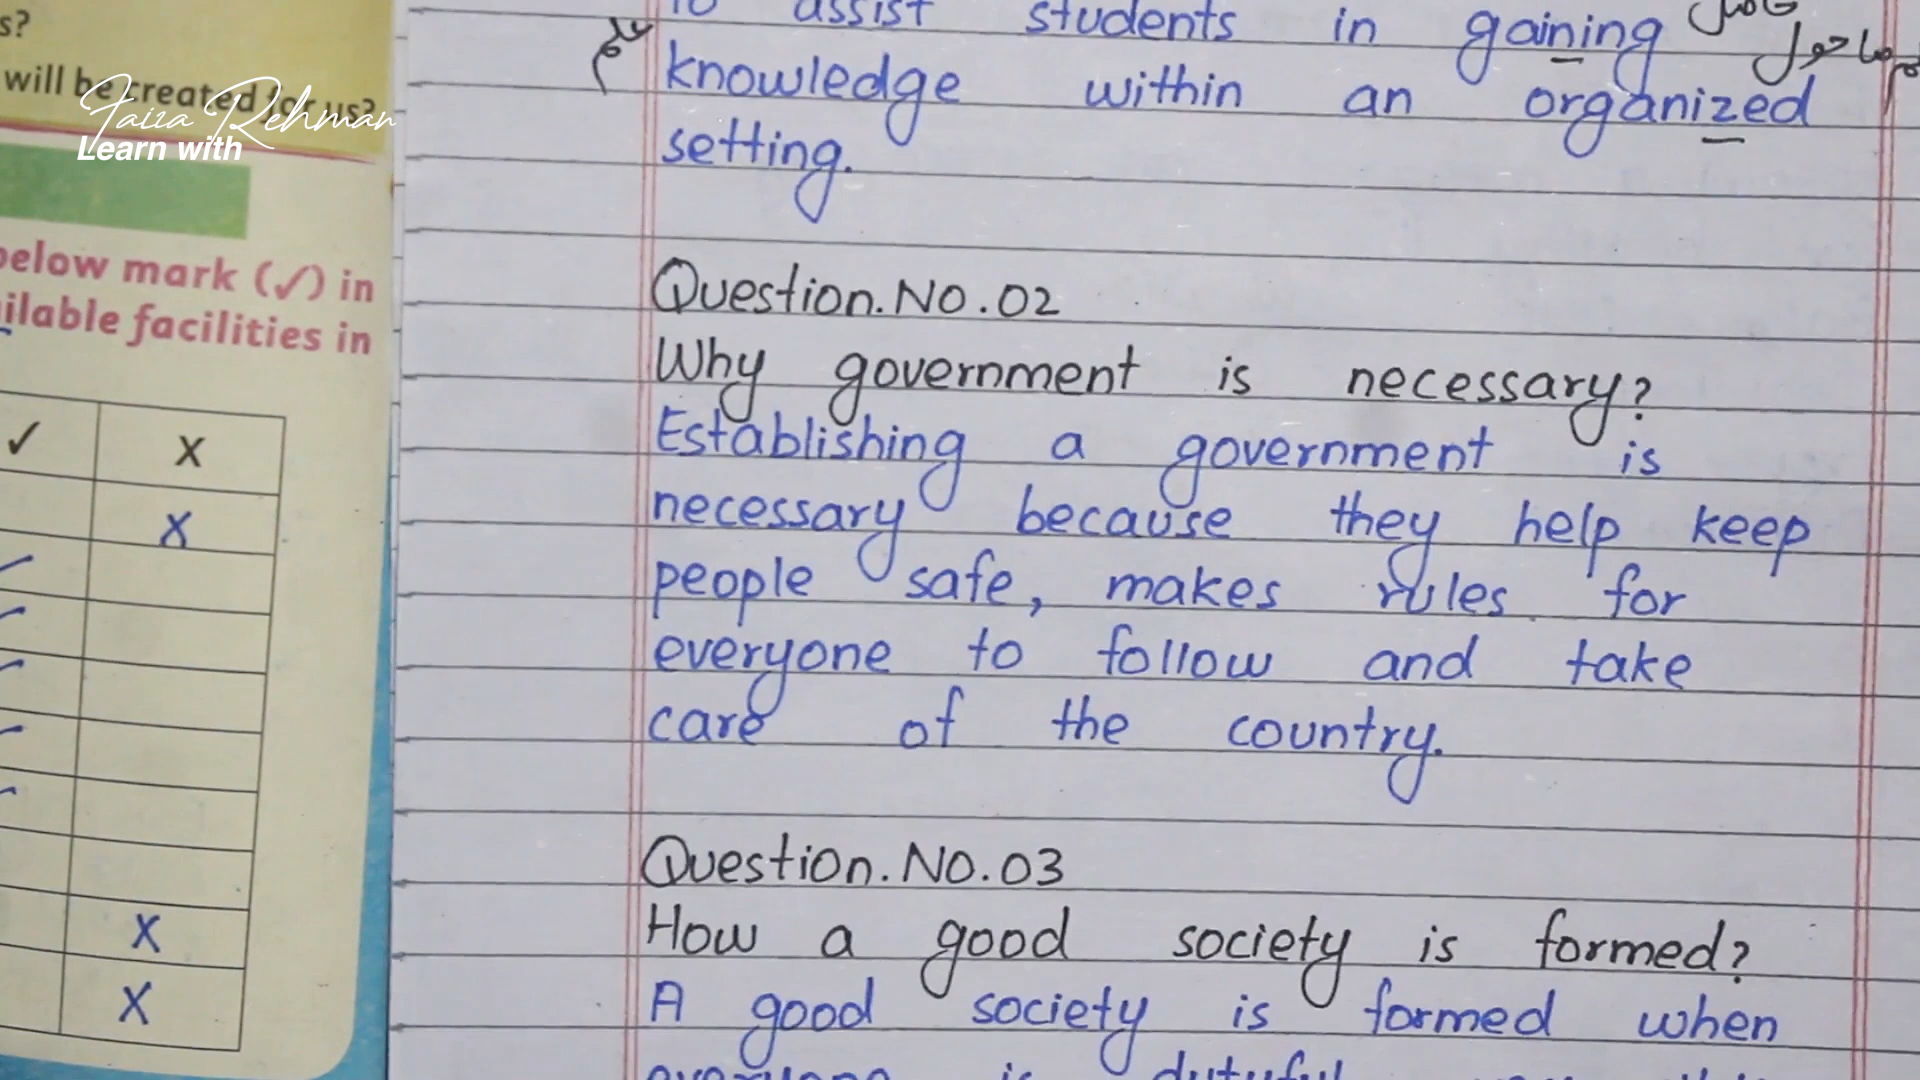 s?
will be created for us?
Faiza Rehman
Learn with
below mark (✓) in
ilable facilities in
✓ X
X
X
X
to assist students in gaining
knowledge within an organized
علم
ماحول
setting.
Question.No.02
Why government is necessary?
Establishing a government is
necessary because they help keep
people safe, makes rules for
everyone to follow and take
care of the country.
Question.No.03
How a good society is formed?
A good society is formed when
everyone is dutyful